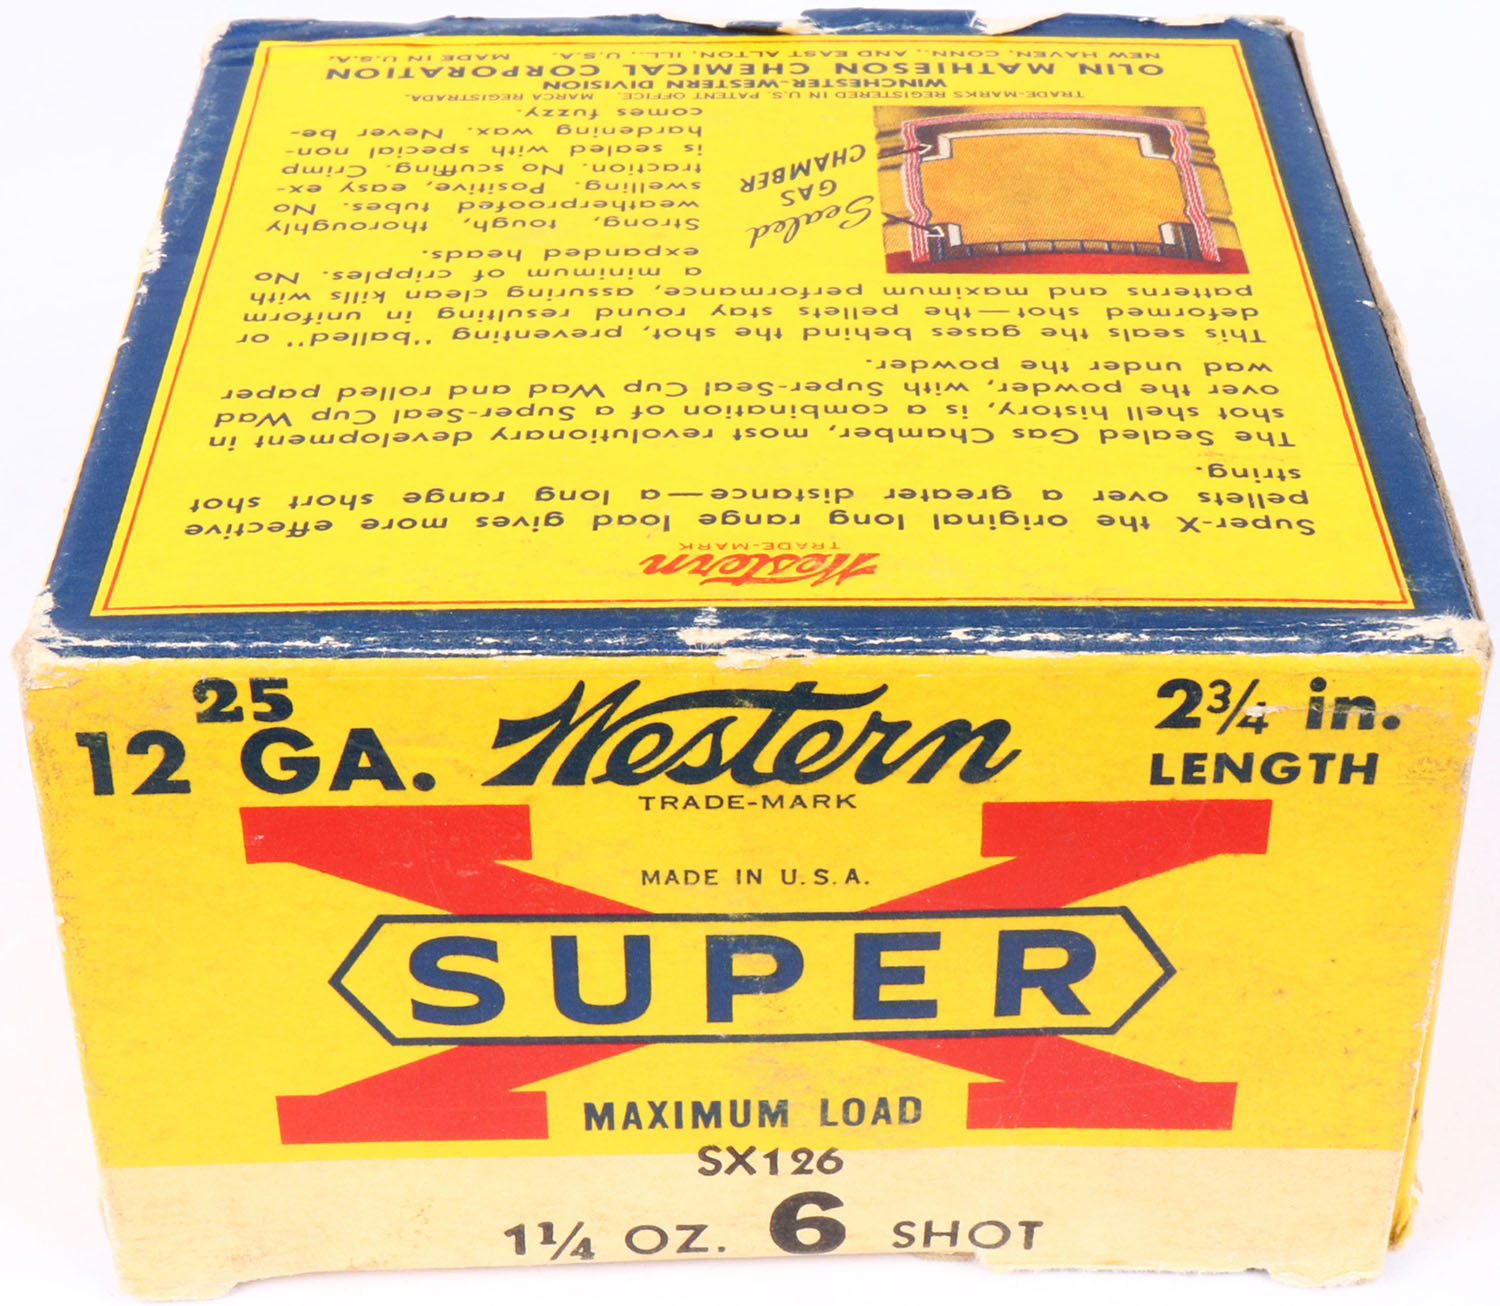 Western
TRADE-MARK
Super-X the original long range load gives more effective
pellets over a greater distance—a long range short shot
string.
The Sealed Gas Chamber, most revolutionary development in
shot shell history, is a combination of a Super-Seal Cup Wad
over the powder, with Super-Seal Cup Wad and rolled paper
wad under the powder.
This seals the gases behind the shot, preventing "balled" or
deformed shot—the pellets stay round resulting in uniform
patterns and maximum performance, assuring clean kills with
a minimum of cripples. No
expanded heads.
Strong, tough, thoroughly
weatherproofed tubes. No
swelling. Positive, easy ex-
traction. No scuffing. Crimp
is sealed with special non-
hardening wax. Never be-
comes fuzzy.
Sealed
GAS
CHAMBER
TRADE-MARKS REGISTERED IN U.S. PATENT OFFICE. MARCA REGISTRADA.
WINCHESTER-WESTERN DIVISION
OLIN MATHIESON CHEMICAL CORPORATION
NEW HAVEN, CONN., AND EAST ALTON, ILL., U.S.A. MADE IN U.S.A.
25
12 GA.
Western
TRADE-MARK
2 3/4 in.
LENGTH
MADE IN U.S.A.
X
SUPER
MAXIMUM LOAD
SX126
1 1/4 OZ. 6 SHOT